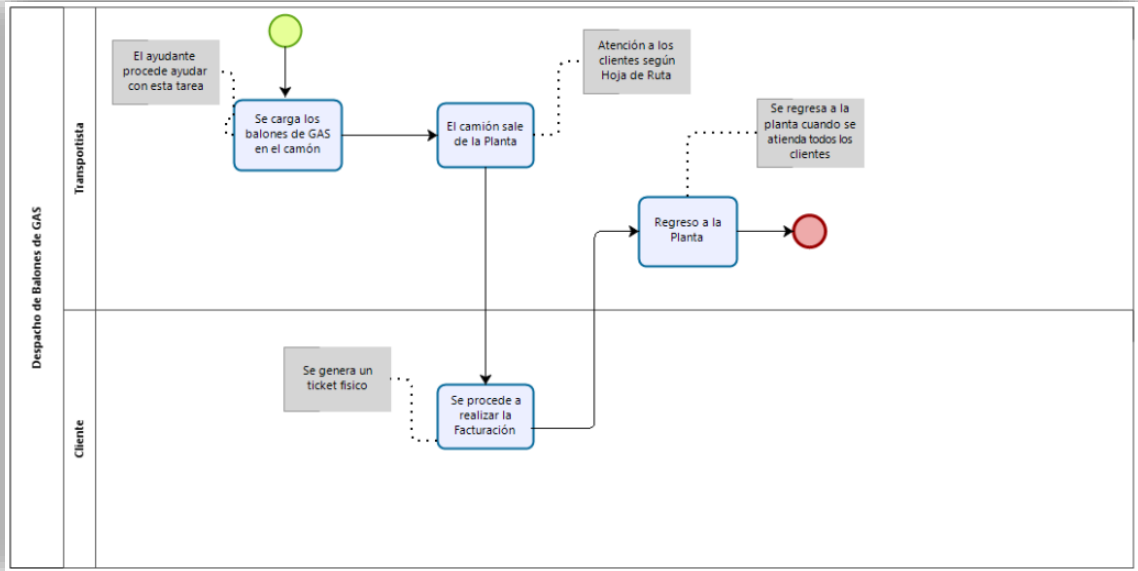 Despacho de Balones de GAS
Transportista
El ayudante
procede ayudar
con esta tarea
Se carga los
balones de GAS
en el camón
El camión sale
de la Planta
Atención a los
clientes según
Hoja de Ruta
Se regresa a la
planta cuando se
atienda todos los
clientes
Regreso a la
Planta
Cliente
Se genera un
ticket fisico
Se procede a
realizar la
Facturación